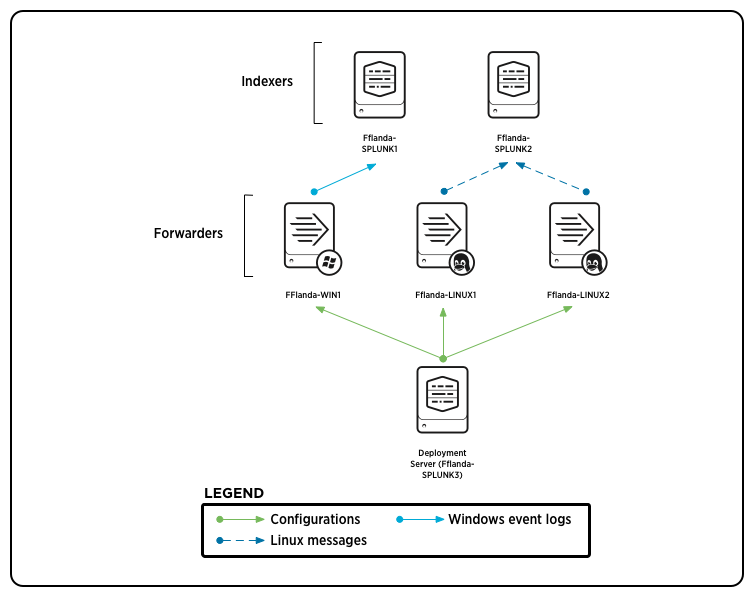 Indexers
Fflanda-
SPLUNK1
Fflanda-
SPLUNK2
Forwarders
FFlanda-WIN1
Fflanda-LINUX1
Fflanda-LINUX2
Deployment
Server (Fflanda-
SPLUNK3)
LEGEND
Configurations
Windows event logs
Linux messages